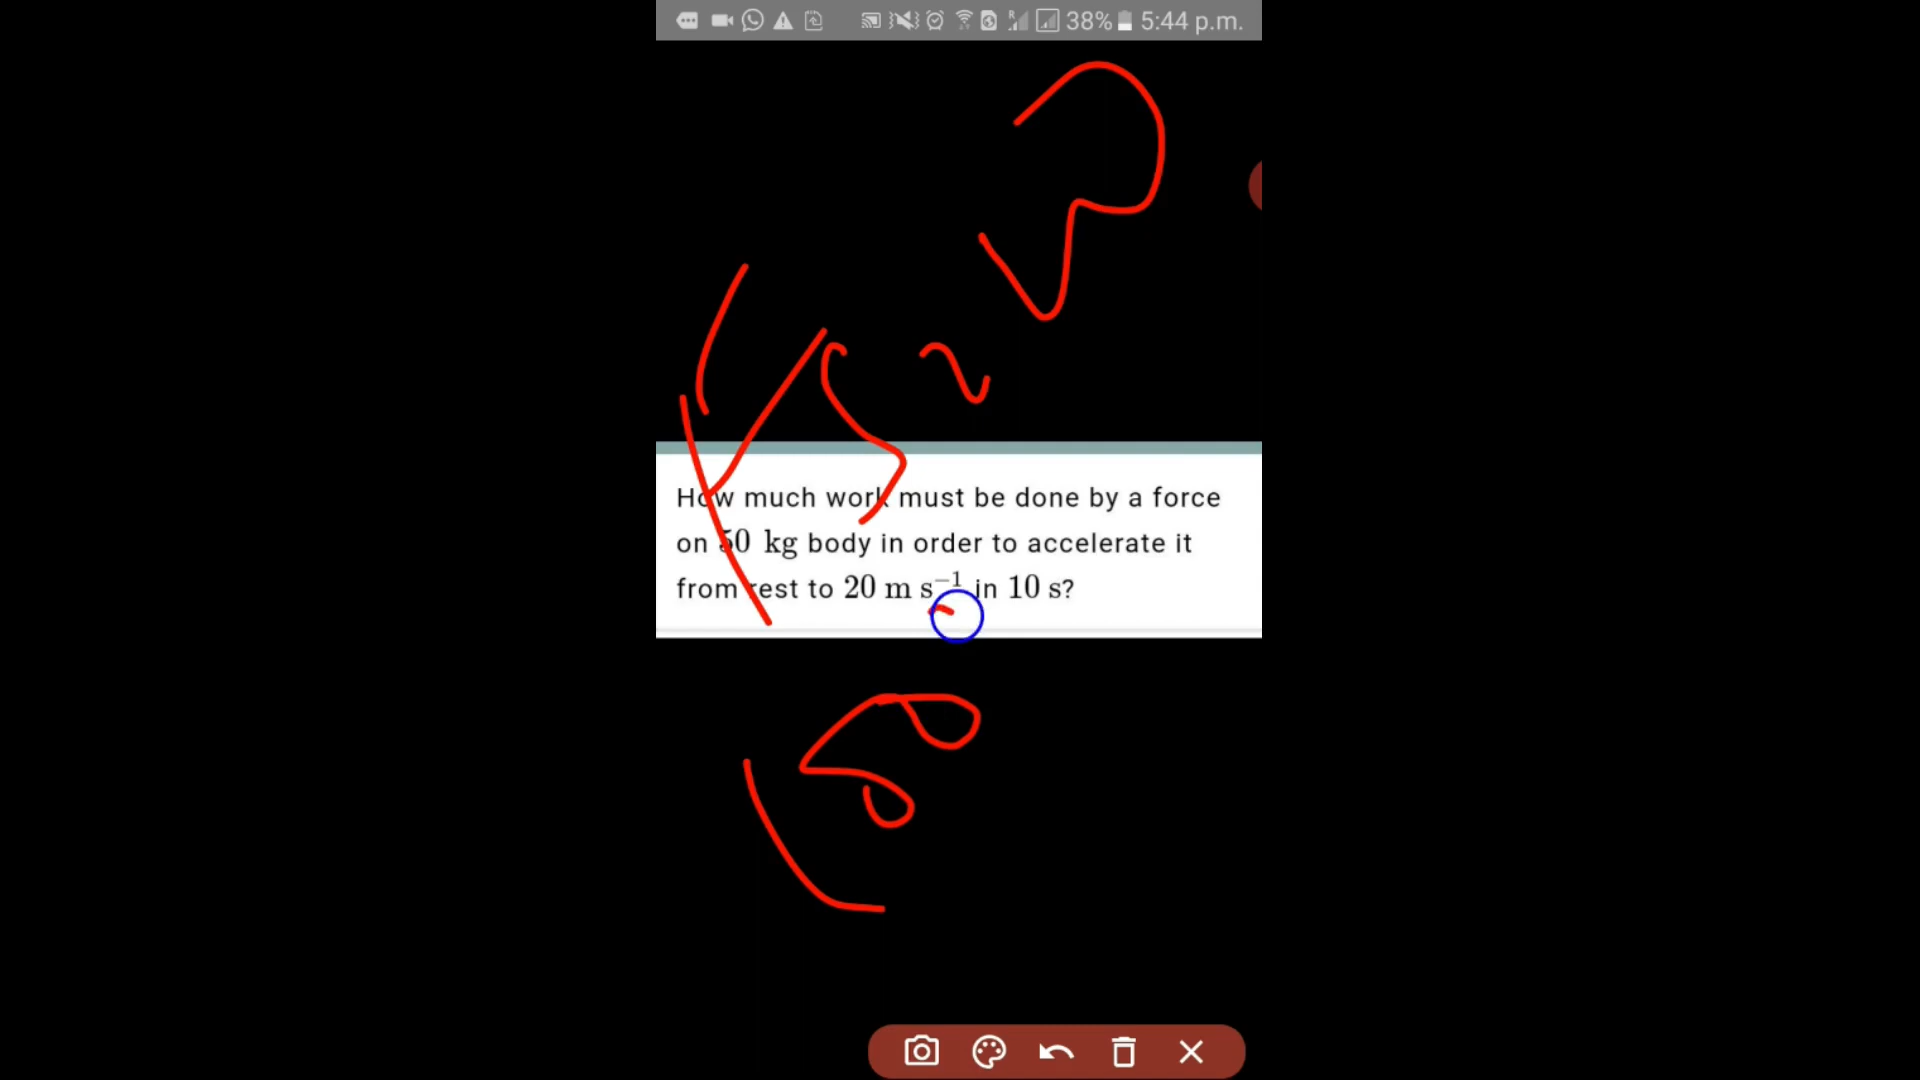 38% 5:44 p.m.
How much work must be done by a force
on 50 kg body in order to accelerate it
from rest to 20 m s⁻¹ in 10 s?